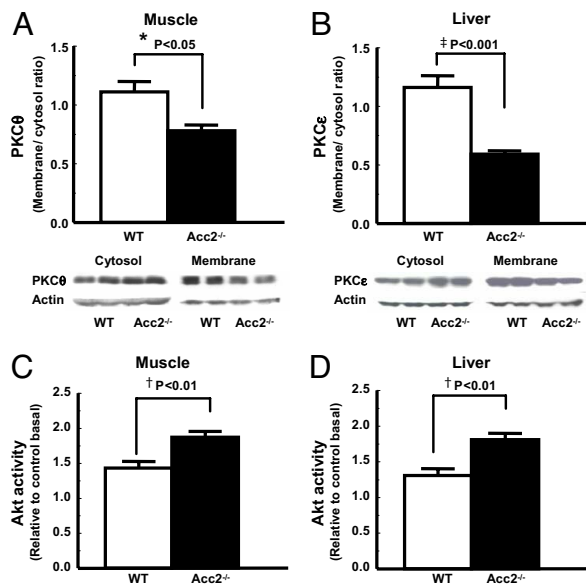 A
Muscle
* P<0.05
PKCθ
(Membrane/ cytosol ratio)
1.5
1.0
0.5
0.0
WT Acc2-/-
Cytosol Membrane
PKCθ
Actin
WT Acc2-/- WT Acc2-/-
B
Liver
‡ P<0.001
PKCε
(Membrane/ cytosol ratio)
1.5
1.0
0.5
0.0
WT Acc2-/-
Cytosol Membrane
PKCε
Actin
WT Acc2-/- WT Acc2-/-
C
Muscle
† P<0.01
Akt activity
(Relative to control basal)
2.5
2.0
1.5
1.0
0.5
0.0
WT Acc2-/-
D
Liver
† P<0.01
Akt activity
(Relative to control basal)
2.5
2.0
1.5
1.0
0.5
0.0
WT Acc2-/-